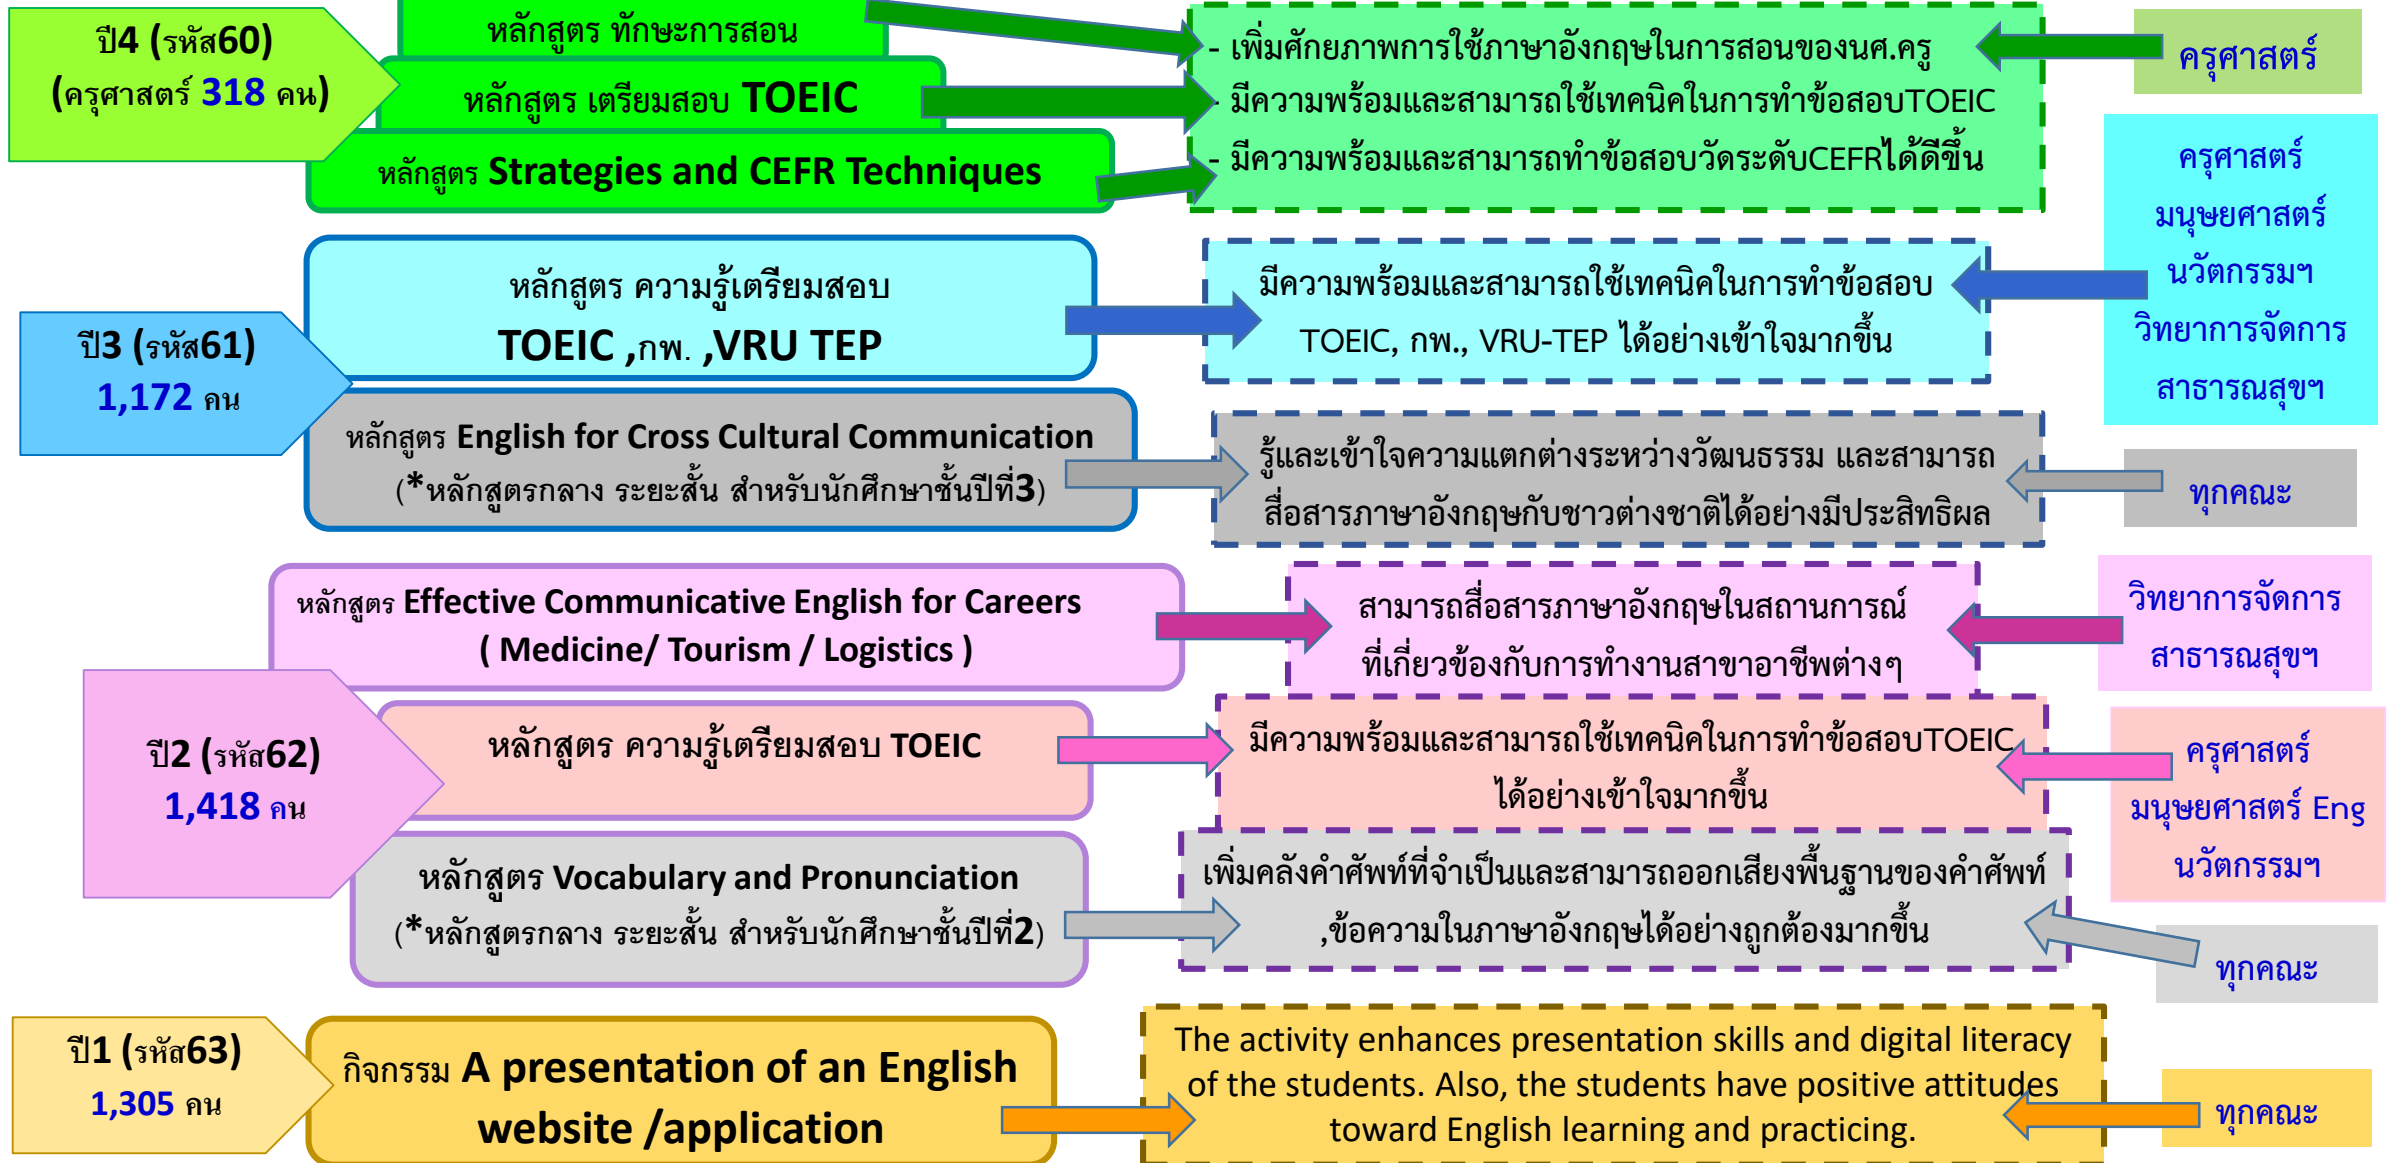 ปี4 (รหัส60)
(ครุศาสตร์ 318 คน)
หลักสูตร ทักษะการสอน
หลักสูตร เตรียมสอบ TOEIC
หลักสูตร Strategies and CEFR Techniques
- เพิ่มศักยภาพการใช้ภาษาอังกฤษในการสอนของนศ.ครู
- มีความพร้อมและสามารถใช้เทคนิคในการทำข้อสอบTOEIC
- มีความพร้อมและสามารถทำข้อสอบวัดระดับCEFRได้ดีขึ้น
ครุศาสตร์
ปี3 (รหัส61)
1,172 คน
หลักสูตร ความรู้เตรียมสอบ
TOEIC ,กพ. ,VRU TEP
มีความพร้อมและสามารถใช้เทคนิคในการทำข้อสอบ
TOEIC, กพ., VRU-TEP ได้อย่างเข้าใจมากขึ้น
ครุศาสตร์
มนุษยศาสตร์
นวัตกรรมฯ
วิทยาการจัดการ
สาธารณสุขฯ
หลักสูตร English for Cross Cultural Communication
(*หลักสูตรกลาง ระยะสั้น สำหรับนักศึกษาชั้นปีที่3)
รู้และเข้าใจความแตกต่างระหว่างวัฒนธรรม และสามารถ
สื่อสารภาษาอังกฤษกับชาวต่างชาติได้อย่างมีประสิทธิผล
ทุกคณะ
ปี2 (รหัส62)
1,418 คน
หลักสูตร Effective Communicative English for Careers
( Medicine/ Tourism / Logistics )
สามารถสื่อสารภาษาอังกฤษในสถานการณ์
ที่เกี่ยวข้องกับการทำงานสาขาอาชีพต่างๆ
วิทยาการจัดการ
สาธารณสุขฯ
หลักสูตร ความรู้เตรียมสอบ TOEIC
มีความพร้อมและสามารถใช้เทคนิคในการทำข้อสอบTOEIC
ได้อย่างเข้าใจมากขึ้น
ครุศาสตร์
มนุษยศาสตร์ Eng
นวัตกรรมฯ
หลักสูตร Vocabulary and Pronunciation
(*หลักสูตรกลาง ระยะสั้น สำหรับนักศึกษาชั้นปีที่2)
เพิ่มคลังคำศัพท์ที่จำเป็นและสามารถออกเสียงพื้นฐานของคำศัพท์
,ข้อความในภาษาอังกฤษได้อย่างถูกต้องมากขึ้น
ทุกคณะ
ปี1 (รหัส63)
1,305 คน
กิจกรรม A presentation of an English
website /application
The activity enhances presentation skills and digital literacy
of the students. Also, the students have positive attitudes
toward English learning and practicing.
ทุกคณะ